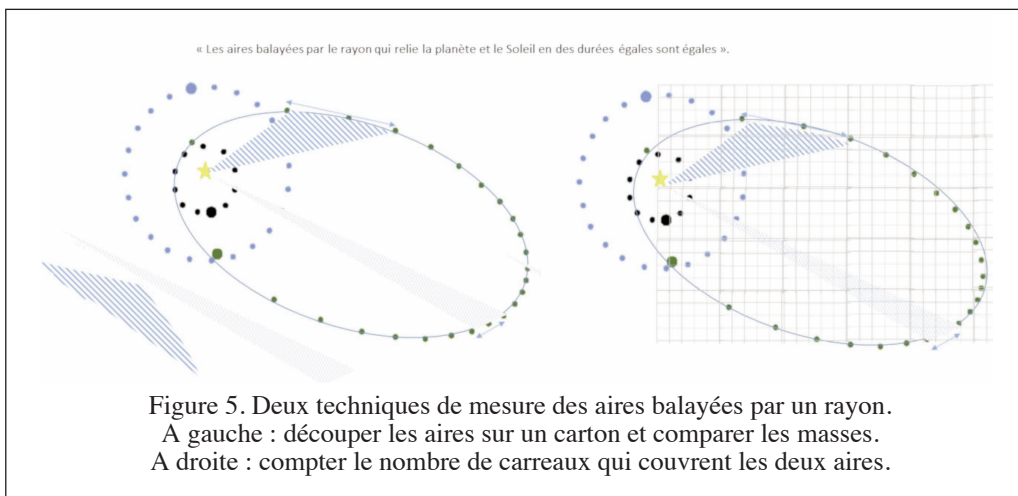 « Les aires balayées par le rayon qui relie la planète et le Soleil en des durées égales sont égales ».
Figure 5. Deux techniques de mesure des aires balayées par un rayon.
A gauche : découper les aires sur un carton et comparer les masses.
A droite : compter le nombre de carreaux qui couvrent les deux aires.